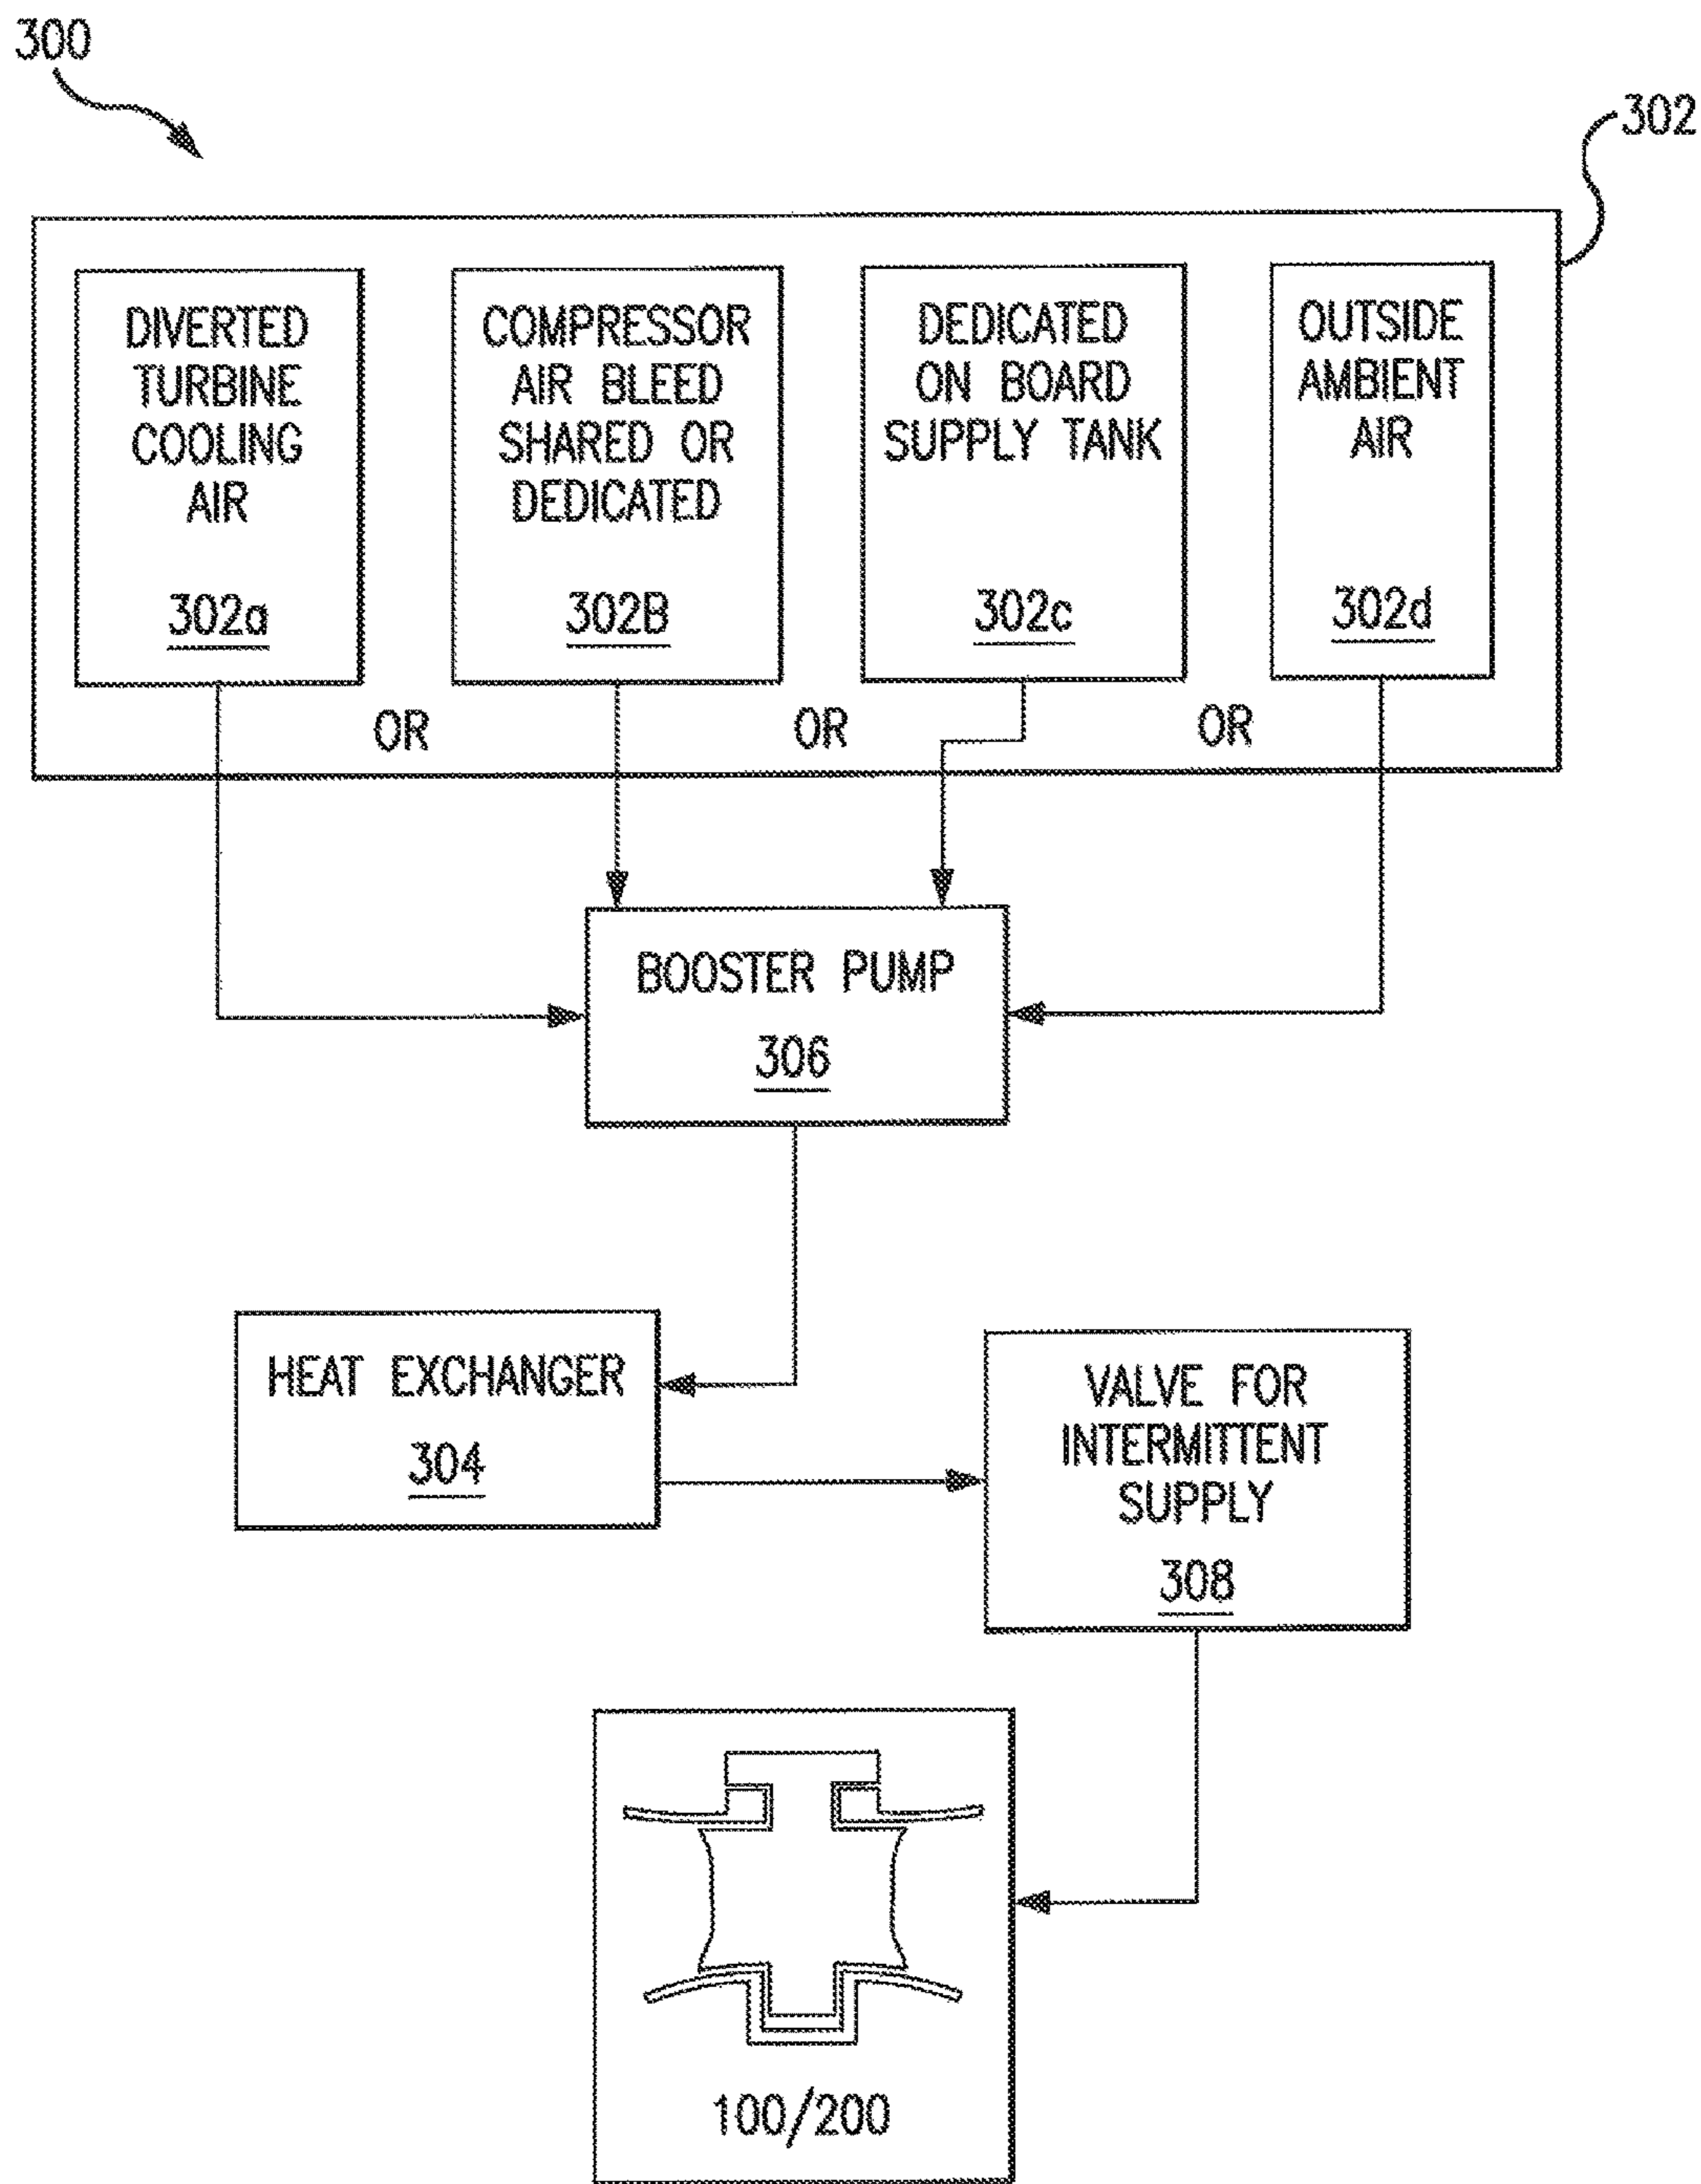 300
302
DIVERTED
TURBINE
COOLING
AIR
302a
COMPRESSOR
AIR BLEED
SHARED OR
DEDICATED
302B
DEDICATED
ON BOARD
SUPPLY TANK
302c
OUTSIDE
AMBIENT
AIR
302d
OR
OR
OR
BOOSTER PUMP
306
HEAT EXCHANGER
304
VALVE FOR
INTERMITTENT
SUPPLY
308
100/200